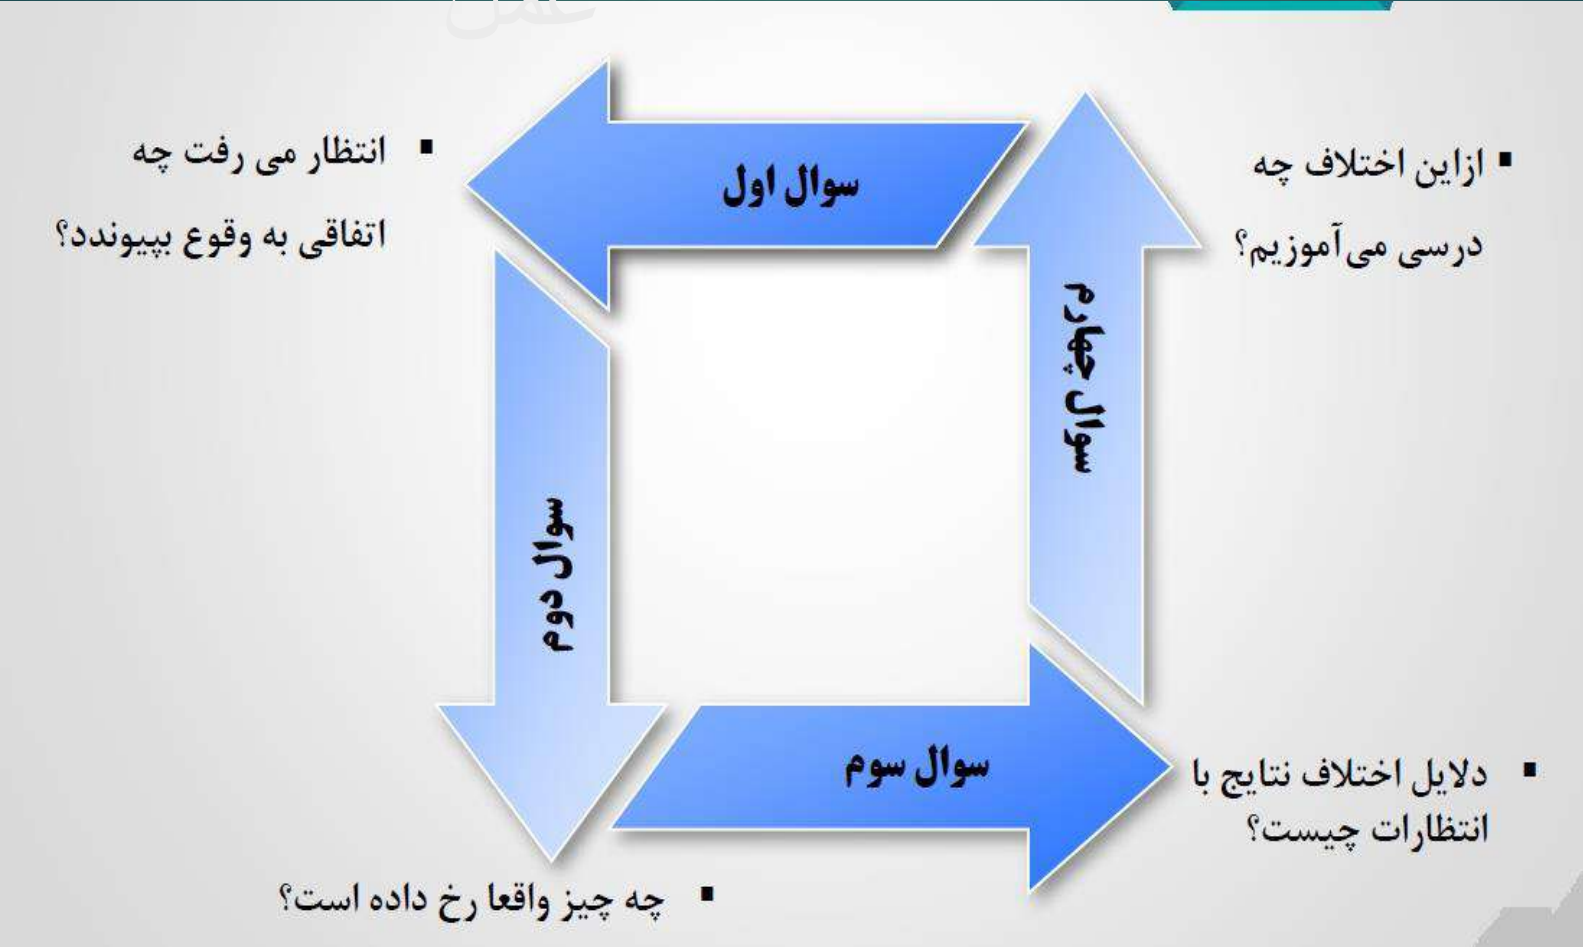 عمل
سوال اول
انتظار می رفت چه
اتفاقی به وقوع بپیوندد؟
سوال دوم
چه چیز واقعا رخ داده است؟
سوال سوم
دلایل اختلاف نتایج با
انتظارات چیست؟
سوال چهارم
ازاین اختلاف چه
درسی می‌آموزیم؟